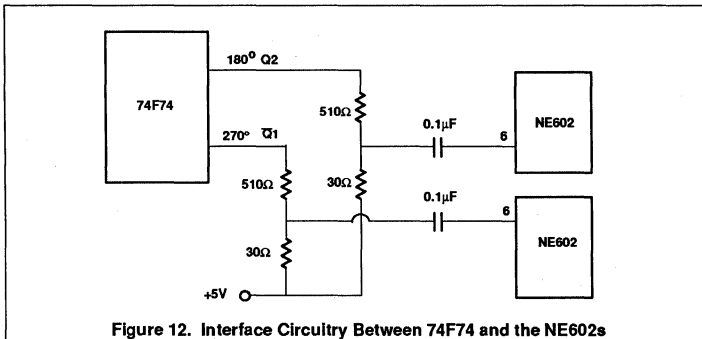 180° Q2
74F74
510Ω
0.1μF
6
NE602
270° Q̅1
510Ω
30Ω
0.1μF
6
NE602
30Ω
+5V
Figure 12. Interface Circuitry Between 74F74 and the NE602s